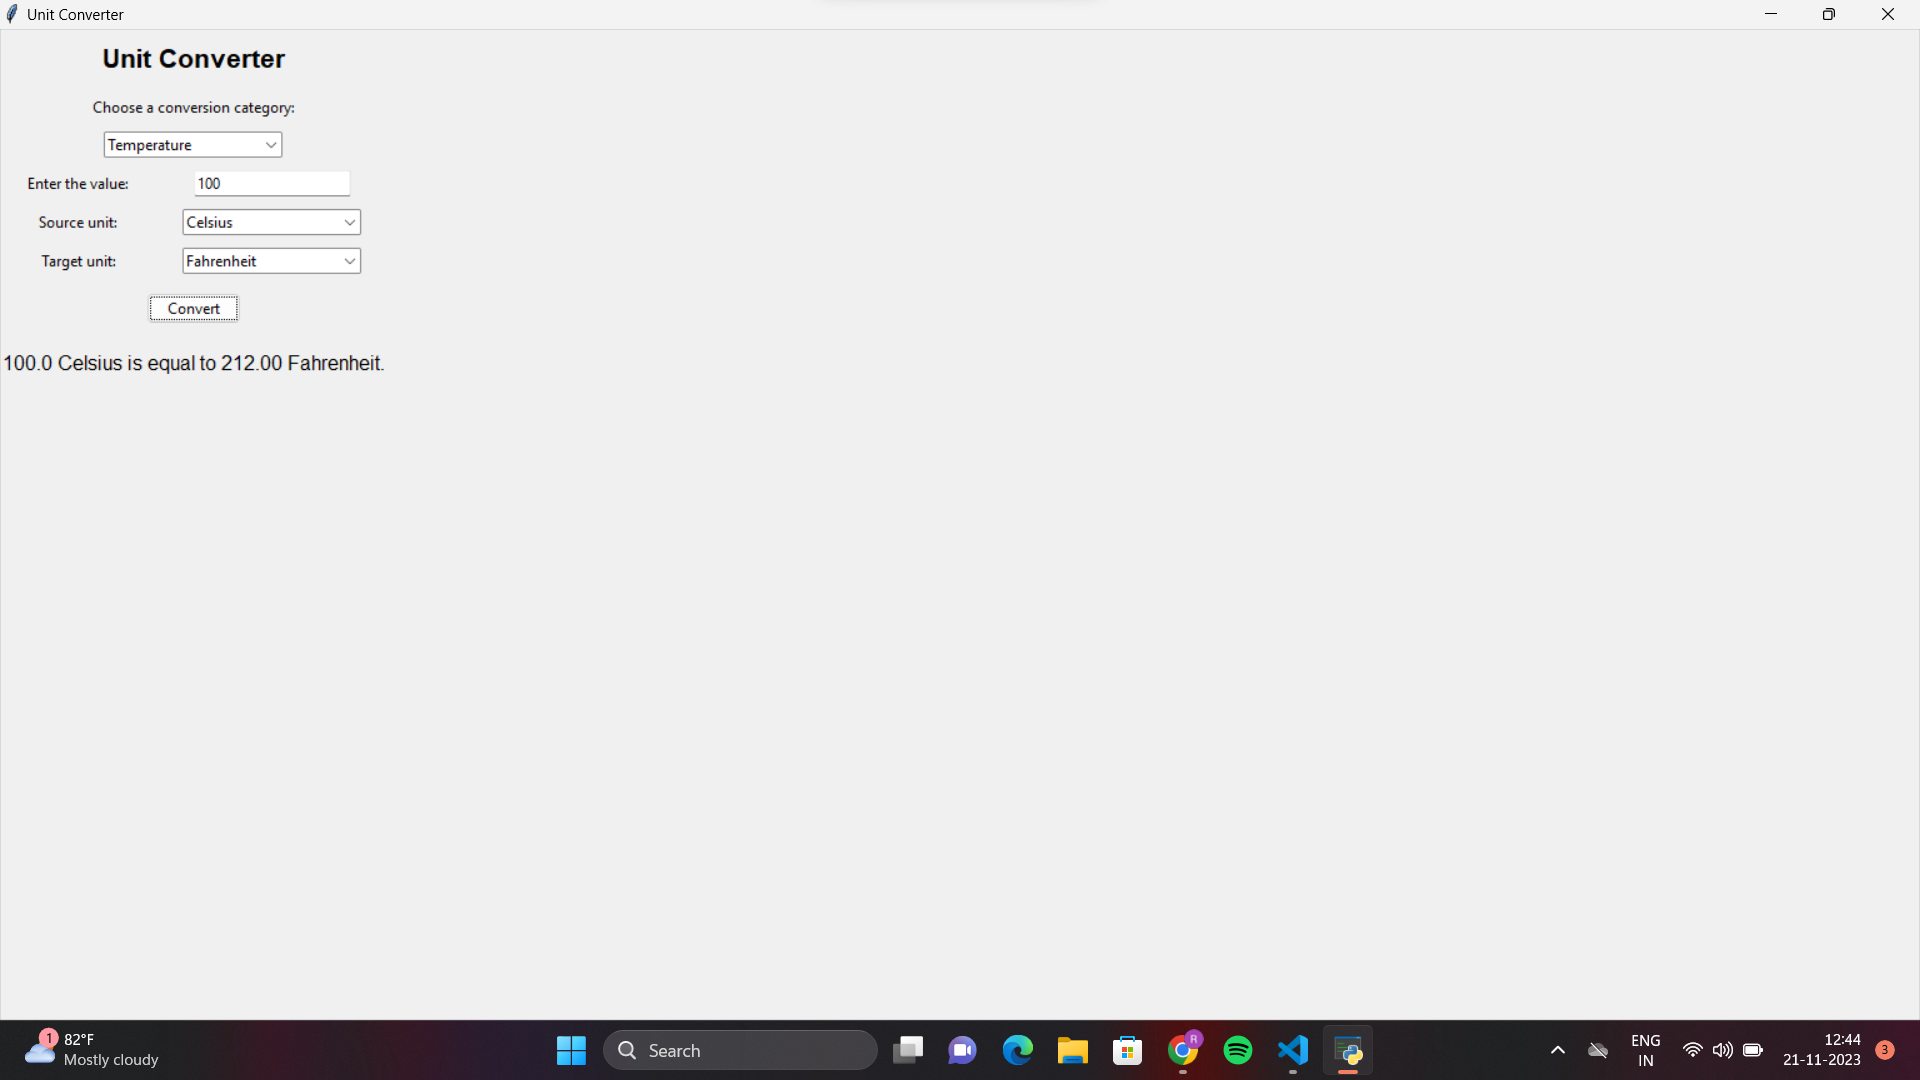 Unit Converter
Unit Converter
Choose a conversion category:
Temperature
Enter the value: 100
Source unit: Celsius
Target unit: Fahrenheit
Convert
100.0 Celsius is equal to 212.00 Fahrenheit.
1
82°F
Mostly cloudy
Search
R
ENG
IN
12:44
21-11-2023
3